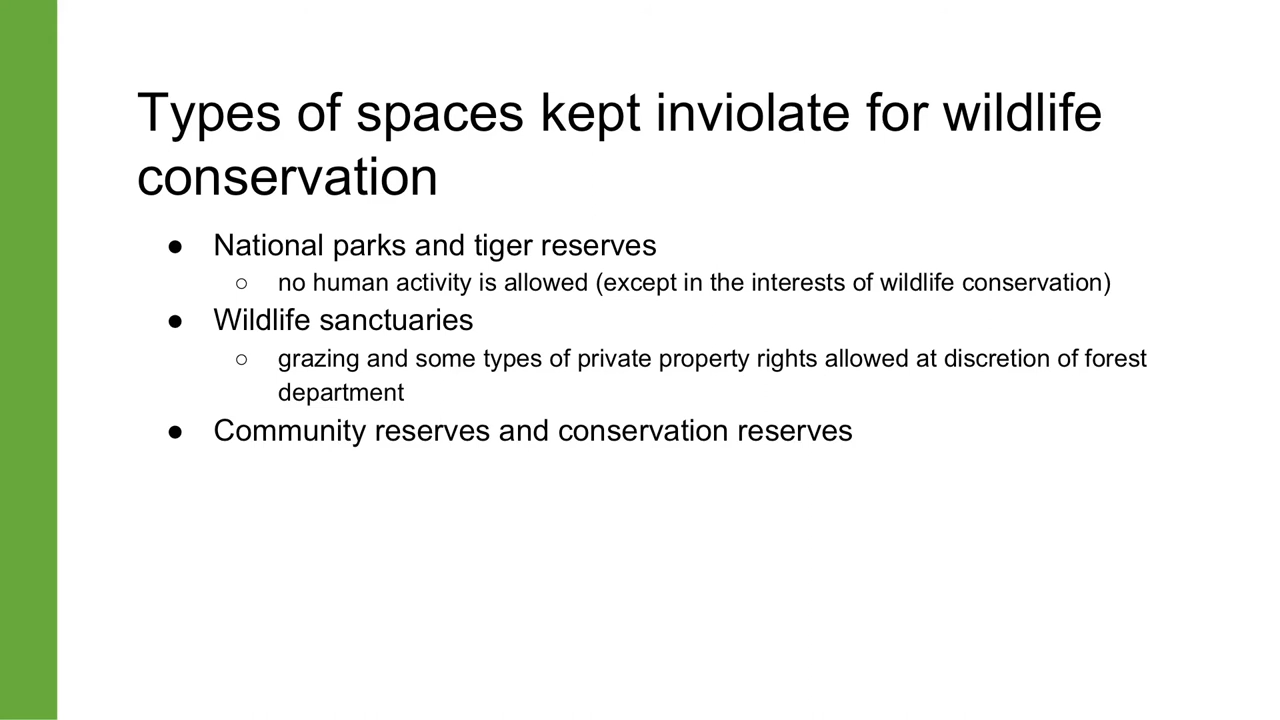 Types of spaces kept inviolate for wildlife
conservation
● National parks and tiger reserves
○ no human activity is allowed (except in the interests of wildlife conservation)
● Wildlife sanctuaries
○ grazing and some types of private property rights allowed at discretion of forest
department
● Community reserves and conservation reserves